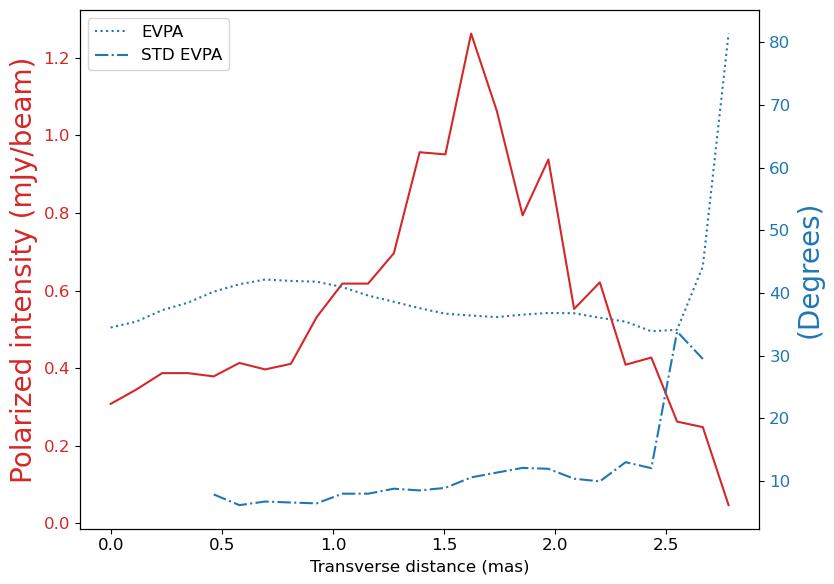 EVPA
STD EVPA
Polarized intensity (mJy/beam)
1.2
1.0
0.8
0.6
0.4
0.2
0.0
80
70
60
50
40
30
20
10
(Degrees)
0.0 0.5 1.0 1.5 2.0 2.5
Transverse distance (mas)